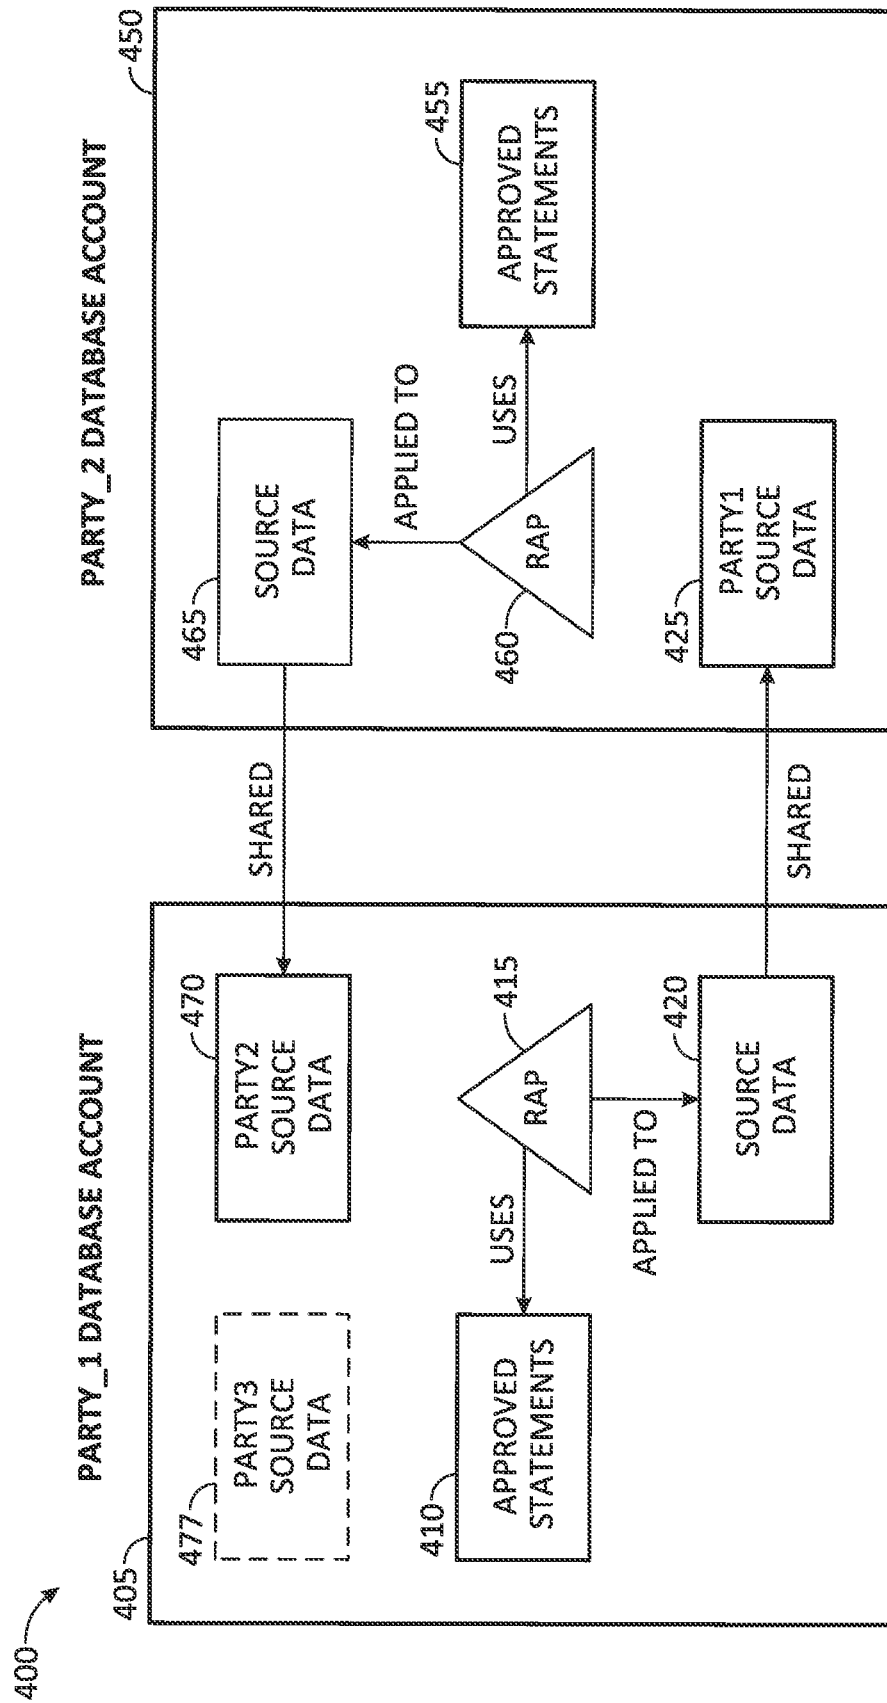 400
PARTY_1 DATABASE ACCOUNT
405
477
PARTY3
SOURCE
DATA
470
PARTY2
SOURCE
DATA
410
APPROVED
STATEMENTS
USES
RAP
415
APPLIED TO
SOURCE
DATA
420
SHARED
SHARED
PARTY_2 DATABASE ACCOUNT
450
465
SOURCE
DATA
APPLIED TO
460
RAP
USES
APPROVED
STATEMENTS
455
425
PARTY1
SOURCE
DATA